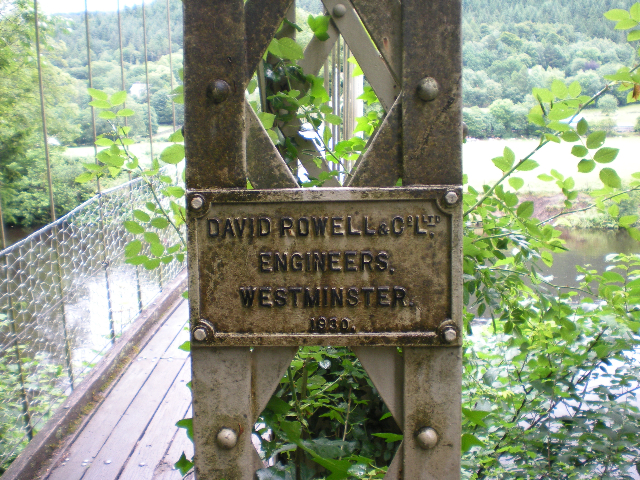 DAVID ROWELL & Co LTD.
ENGINEERS.
WESTMINSTER.
1930.